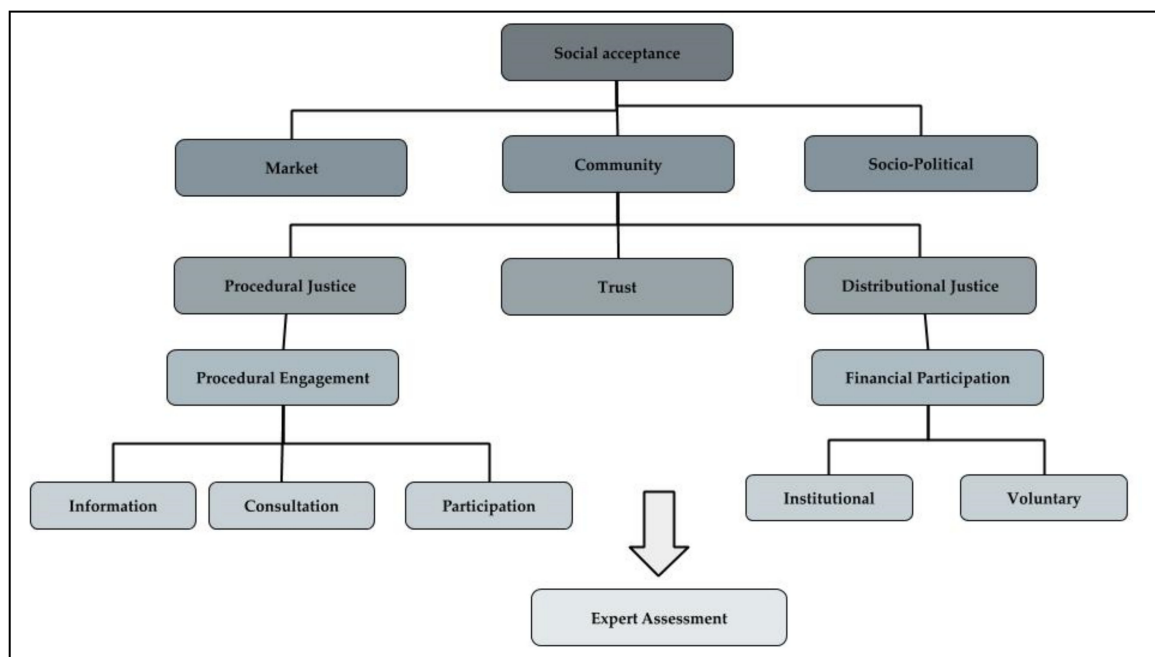 Social acceptance
Market
Community
Socio-Political
Procedural Justice
Trust
Distributional Justice
Procedural Engagement
Financial Participation
Information
Consultation
Participation
Institutional
Voluntary
Expert Assessment